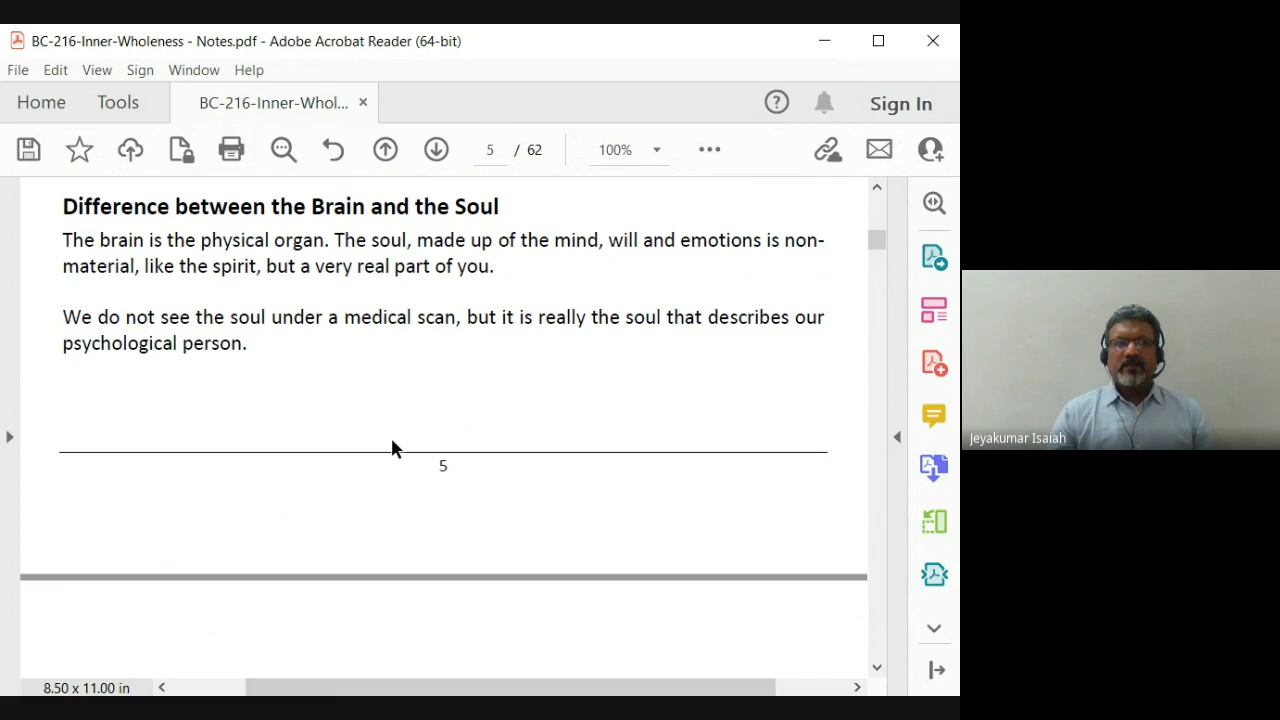 BC-216-Inner-Wholeness - Notes.pdf - Adobe Acrobat Reader (64-bit)
File Edit View Sign Window Help
Home Tools BC-216-Inner-Whol... × Sign In
5 / 62 100%
Difference between the Brain and the Soul
The brain is the physical organ. The soul, made up of the mind, will and emotions is non-
material, like the spirit, but a very real part of you.
We do not see the soul under a medical scan, but it is really the soul that describes our
psychological person.
5
8.50 x 11.00 in
Jeyakumar Isaiah